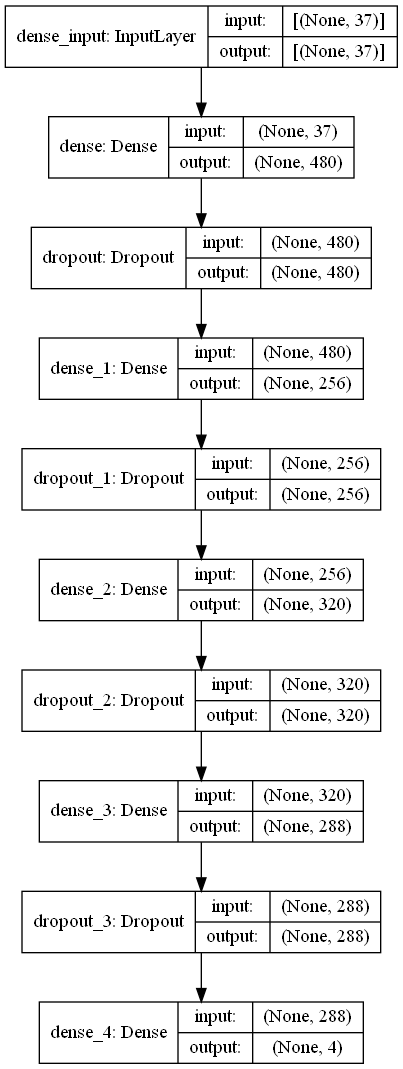 dense_input: InputLayer
input: [(None, 37)]
output: [(None, 37)]
dense: Dense
input: (None, 37)
output: (None, 480)
dropout: Dropout
input: (None, 480)
output: (None, 480)
dense_1: Dense
input: (None, 480)
output: (None, 256)
dropout_1: Dropout
input: (None, 256)
output: (None, 256)
dense_2: Dense
input: (None, 256)
output: (None, 320)
dropout_2: Dropout
input: (None, 320)
output: (None, 320)
dense_3: Dense
input: (None, 320)
output: (None, 288)
dropout_3: Dropout
input: (None, 288)
output: (None, 288)
dense_4: Dense
input: (None, 288)
output: (None, 4)